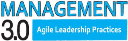 MANAGEMENT
3.0 Agile Leadership Practices